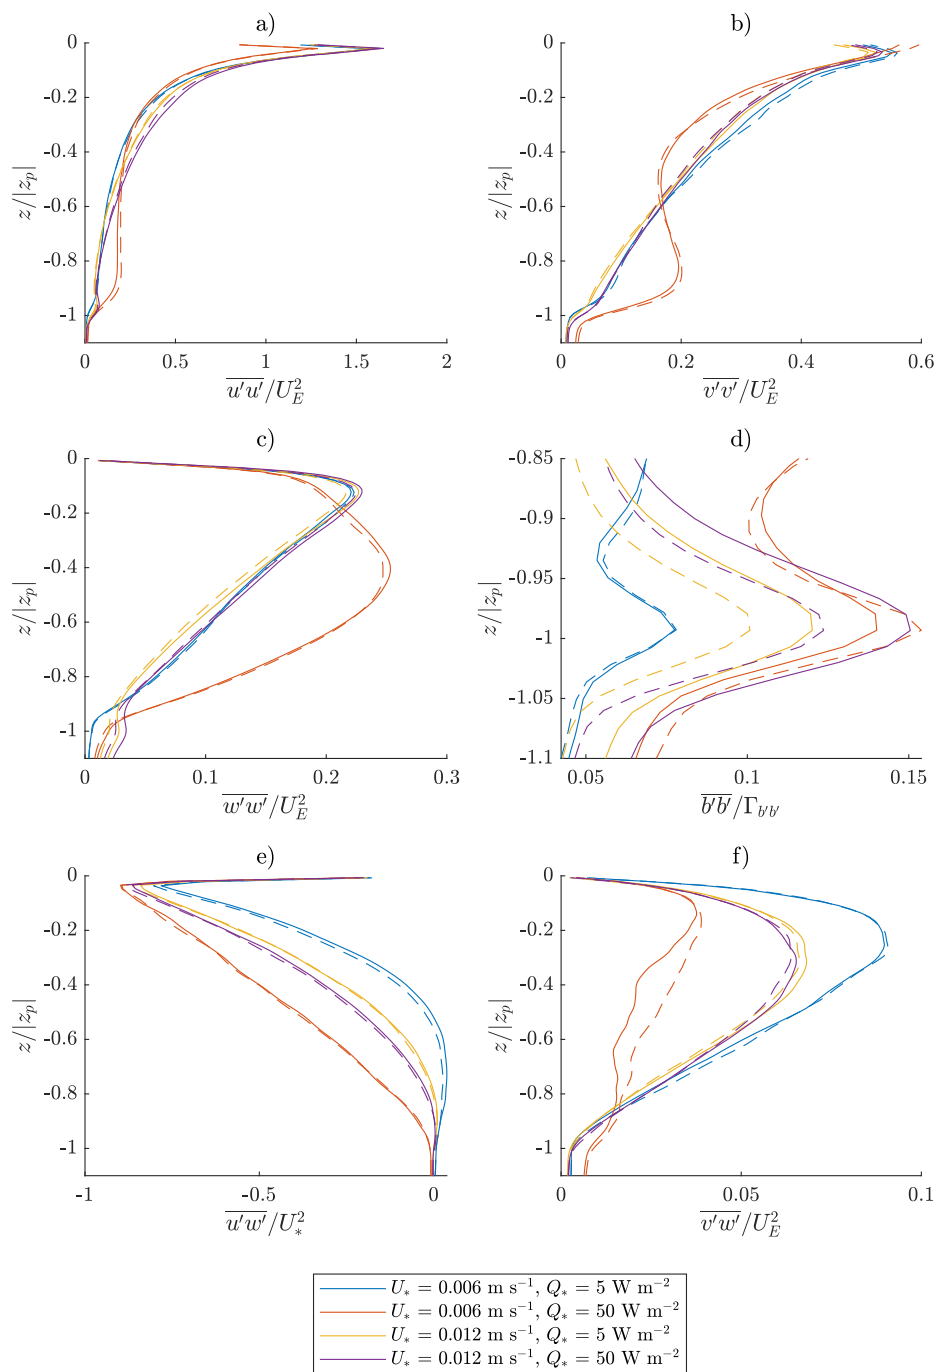 a)
0
-0.2
-0.4
-0.6
-0.8
-1
z/|z_p|
0 0.5 1 1.5 2
\overline{u'u'}/U_E^2
b)
0
-0.2
-0.4
-0.6
-0.8
-1
z/|z_p|
0 0.2 0.4 0.6
\overline{v'v'}/U_E^2
c)
0
-0.2
-0.4
-0.6
-0.8
-1
z/|z_p|
0 0.1 0.2 0.3
\overline{w'w'}/U_E^2
d)
-0.85
-0.9
-0.95
-1
-1.05
-1.1
z/|z_p|
0.05 0.1 0.15
\overline{b'b'}/Γ_{b'b'}
e)
0
-0.2
-0.4
-0.6
-0.8
-1
z/|z_p|
-1 -0.5 0
\overline{u'w'}/U_*^2
f)
0
-0.2
-0.4
-0.6
-0.8
-1
z/|z_p|
0 0.05 0.1
\overline{v'w'}/U_E^2
U_* = 0.006 m s⁻¹, Q_* = 5 W m⁻²
U_* = 0.006 m s⁻¹, Q_* = 50 W m⁻²
U_* = 0.012 m s⁻¹, Q_* = 5 W m⁻²
U_* = 0.012 m s⁻¹, Q_* = 50 W m⁻²